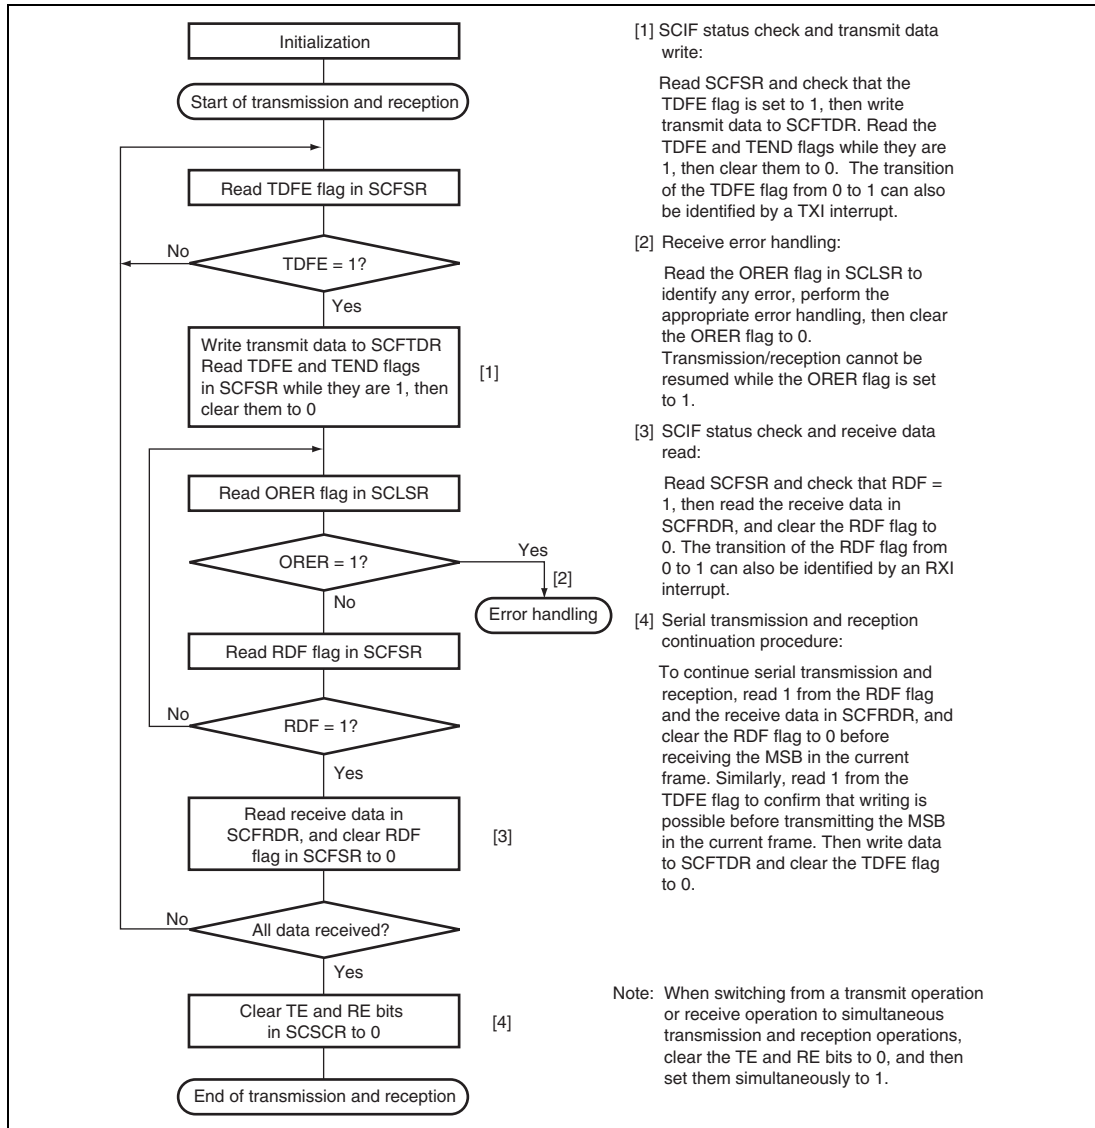 Initialization
Start of transmission and reception
Read TDFE flag in SCFSR
No
TDFE = 1?
Yes
Write transmit data to SCFTDR
Read TDFE and TEND flags
in SCFSR while they are 1, then
clear them to 0
[1]
Read ORER flag in SCLSR
ORER = 1?
Yes
[2]
No
Error handling
Read RDF flag in SCFSR
No
RDF = 1?
Yes
Read receive data in
SCFRDR, and clear RDF
flag in SCFSR to 0
[3]
No
All data received?
Yes
Clear TE and RE bits
in SCSCR to 0
[4]
End of transmission and reception
[1] SCIF status check and transmit data
write:
Read SCFSR and check that the
TDFE flag is set to 1, then write
transmit data to SCFTDR. Read the
TDFE and TEND flags while they are
1, then clear them to 0. The transition
of the TDFE flag from 0 to 1 can also
be identified by a TXI interrupt.
[2] Receive error handling:
Read the ORER flag in SCLSR to
identify any error, perform the
appropriate error handling, then clear
the ORER flag to 0.
Transmission/reception cannot be
resumed while the ORER flag is set
to 1.
[3] SCIF status check and receive data
read:
Read SCFSR and check that RDF =
1, then read the receive data in
SCFRDR, and clear the RDF flag to
0. The transition of the RDF flag from
0 to 1 can also be identified by an RXI
interrupt.
[4] Serial transmission and reception
continuation procedure:
To continue serial transmission and
reception, read 1 from the RDF flag
and the receive data in SCFRDR, and
clear the RDF flag to 0 before
receiving the MSB in the current
frame. Similarly, read 1 from the
TDFE flag to confirm that writing is
possible before transmitting the MSB
in the current frame. Then write data
to SCFTDR and clear the TDFE flag
to 0.
Note: When switching from a transmit operation
or receive operation to simultaneous
transmission and reception operations,
clear the TE and RE bits to 0, and then
set them simultaneously to 1.